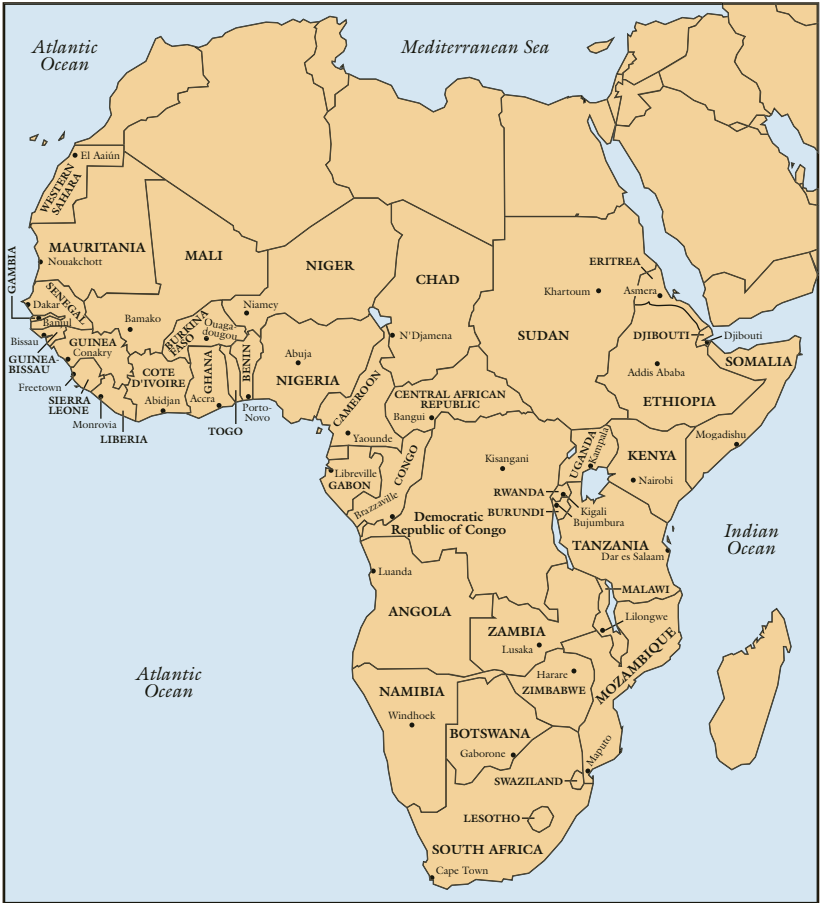 Atlantic
Ocean
Mediterranean Sea
El Aaiún
WESTERN
SAHARA
MAURITANIA
Nouakchott
MALI
NIGER
CHAD
GAMBIA
SENEGAL
Dakar
Banjul
Bissau
GUINEA-
BISSAU
GUINEA
Conakry
Freetown
SIERRA
LEONE
Monrovia
LIBERIA
Bamako
BURKINA
FASO
Ouaga-
dougou
Niamey
COTE
D'IVOIRE
Abidjan
GHANA
Accra
TOGO
BENIN
Porto-
Novo
Abuja
NIGERIA
N'Djamena
CAMEROON
Yaounde
CENTRAL AFRICAN
REPUBLIC
Bangui
Khartoum
SUDAN
ERITREA
Asmera
DJIBOUTI
Djibouti
Addis Ababa
ETHIOPIA
SOMALIA
Mogadishu
UGANDA
Kampala
KENYA
Nairobi
Libreville
GABON
CONGO
Brazzaville
Kisangani
Democratic
Republic of Congo
RWANDA
BURUNDI
Kigali
Bujumbura
TANZANIA
Dar es Salaam
Indian
Ocean
Luanda
ANGOLA
MALAWI
Lilongwe
ZAMBIA
Lusaka
MOZAMBIQUE
Harare
ZIMBABWE
Atlantic
Ocean
NAMIBIA
Windhoek
BOTSWANA
Gaborone
Maputo
SWAZILAND
LESOTHO
SOUTH AFRICA
Cape Town